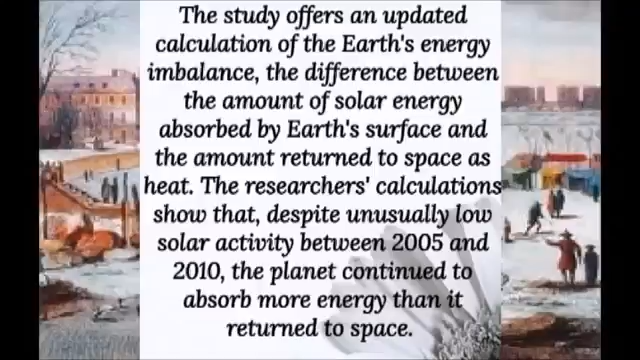 The study offers an updated
calculation of the Earth's energy
imbalance, the difference between
the amount of solar energy
absorbed by Earth's surface and
the amount returned to space as
heat. The researchers' calculations
show that, despite unusually low
solar activity between 2005 and
2010, the planet continued to
absorb more energy than it
returned to space.